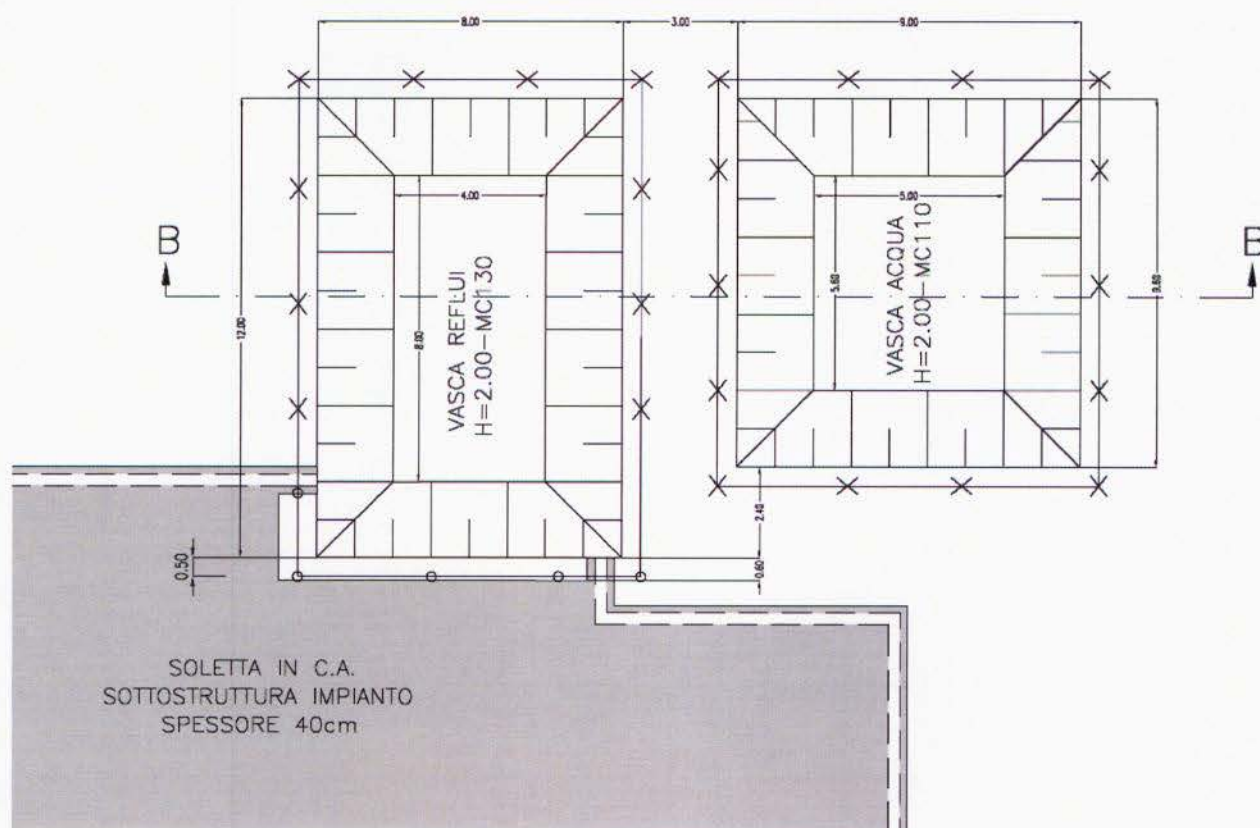 8.00
3.00
9.00
B
B
12.00
4.00
8.00
VASCA REFLUI
H=2.00-MC130
5.00
5.60
VASCA ACQUA
H=2.00-MC110
9.60
2.40
0.50
0.60
SOLETTA IN C.A.
SOTTOSTRUTTURA IMPIANTO
SPESSORE 40cm